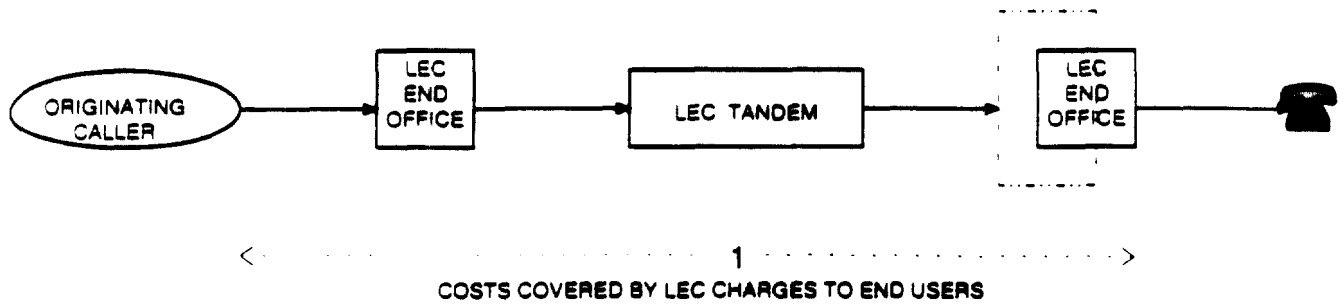 ORIGINATING
CALLER
LEC
END
OFFICE
LEC TANDEM
LEC
END
OFFICE
1
COSTS COVERED BY LEC CHARGES TO END USERS